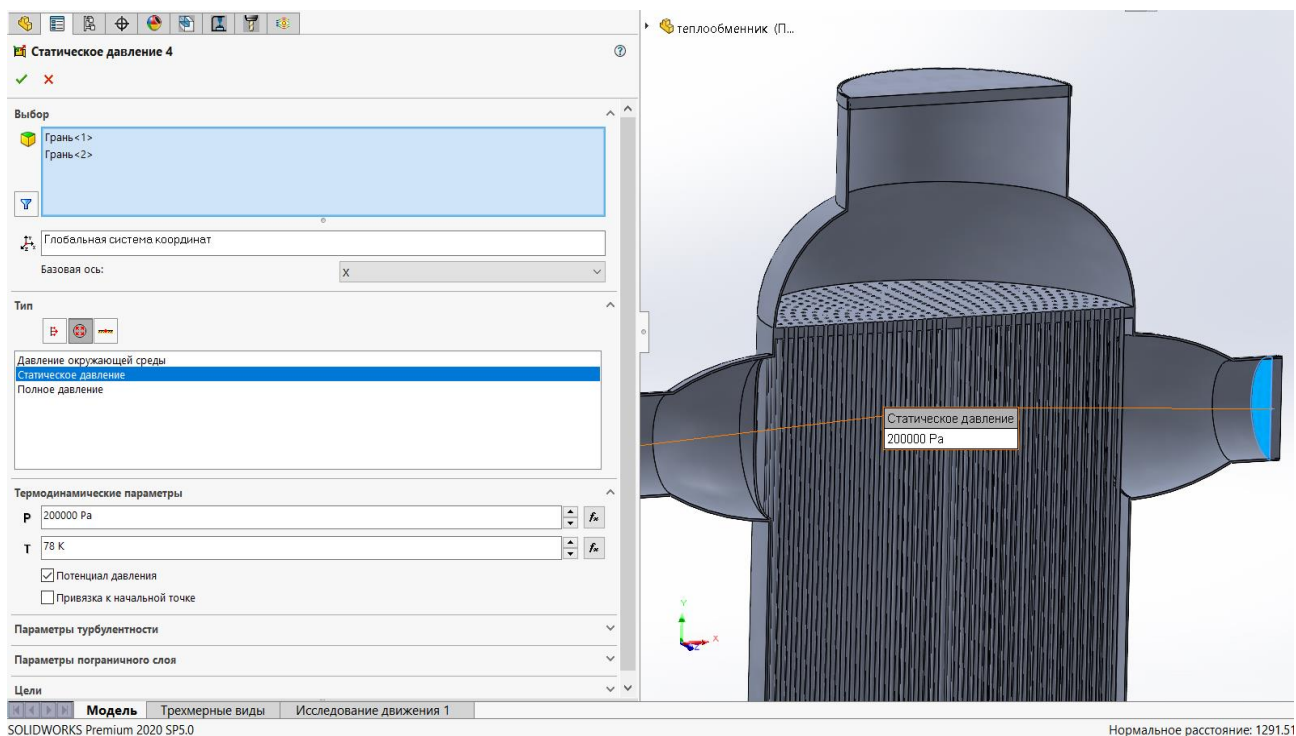 теплообменник (П...
Статическое давление 4
Выбор
Грань<1>
Грань<2>
Глобальная система координат
Базовая ось:
X
Тип
Давление окружающей среды
Статическое давление
Полное давление
Термодинамические параметры
P 200000 Pa
T 78 K
Потенциал давления
Привязка к начальной точке
Параметры турбулентности
Параметры пограничного слоя
Цели
Статическое давление
200000 Pa
Y
X
Z
Модель Трехмерные виды Исследование движения 1
SOLIDWORKS Premium 2020 SP5.0
Нормальное расстояние: 1291.51